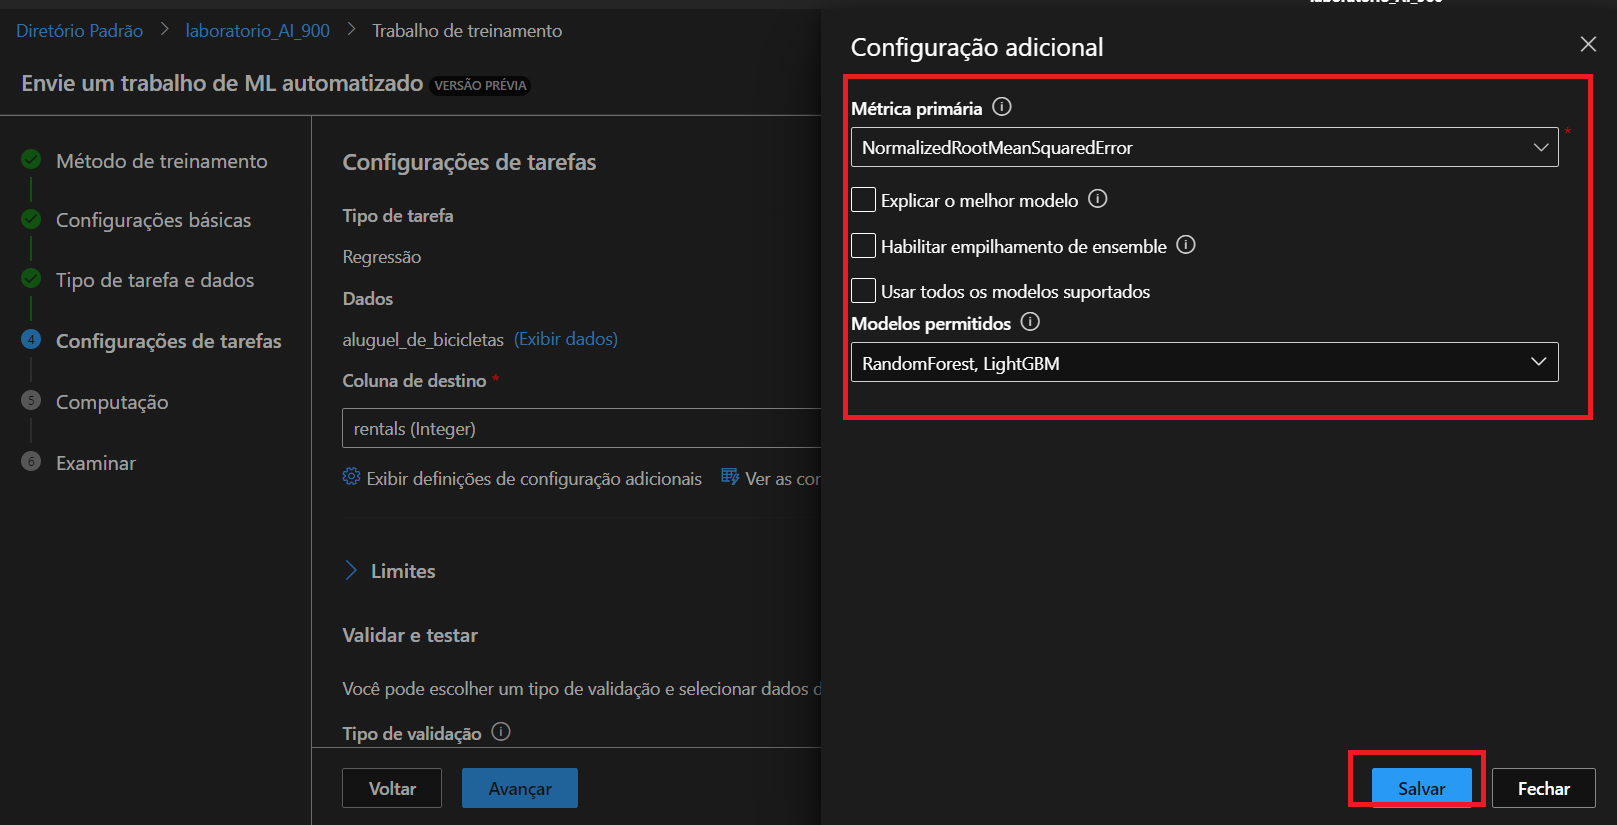 laboratorio_AI_900
Diretório Padrão > laboratorio_AI_900 > Trabalho de treinamento
Envie um trabalho de ML automatizado VERSÃO PRÉVIA
Método de treinamento
Configurações básicas
Tipo de tarefa e dados
4 Configurações de tarefas
5 Computação
6 Examinar
Configurações de tarefas
Tipo de tarefa
Regressão
Dados
aluguel_de_bicicletas (Exibir dados)
Coluna de destino *
rentals (Integer)
Exibir definições de configuração adicionais Ver as cor
Limites
Validar e testar
Você pode escolher um tipo de validação e selecionar dados d
Tipo de validação
Voltar Avançar
Configuração adicional
Métrica primária
NormalizedRootMeanSquaredError *
Explicar o melhor modelo
Habilitar empilhamento de ensemble
Usar todos os modelos suportados
Modelos permitidos
RandomForest, LightGBM
Salvar Fechar